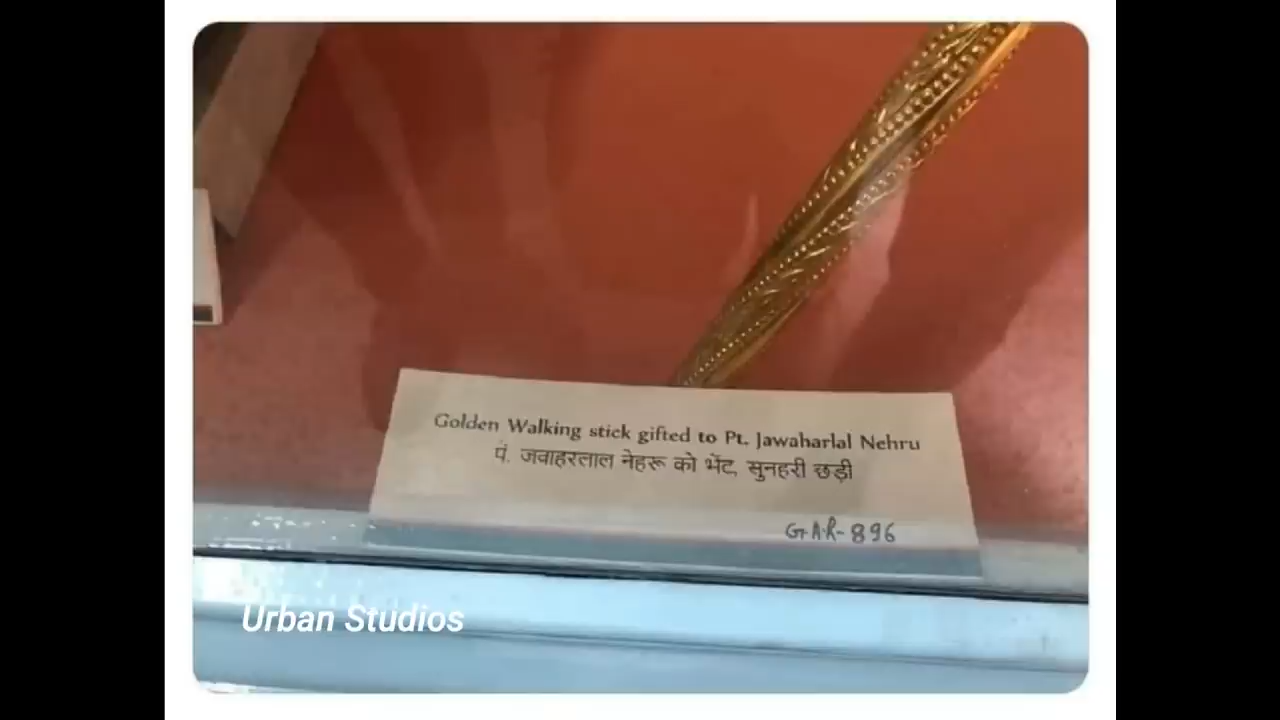 Golden Walking stick gifted to Pt. Jawaharlal Nehru
पं. जवाहरलाल नेहरू को भेंट, सुनहरी छड़ी
G.A.R-896
Urban Studios